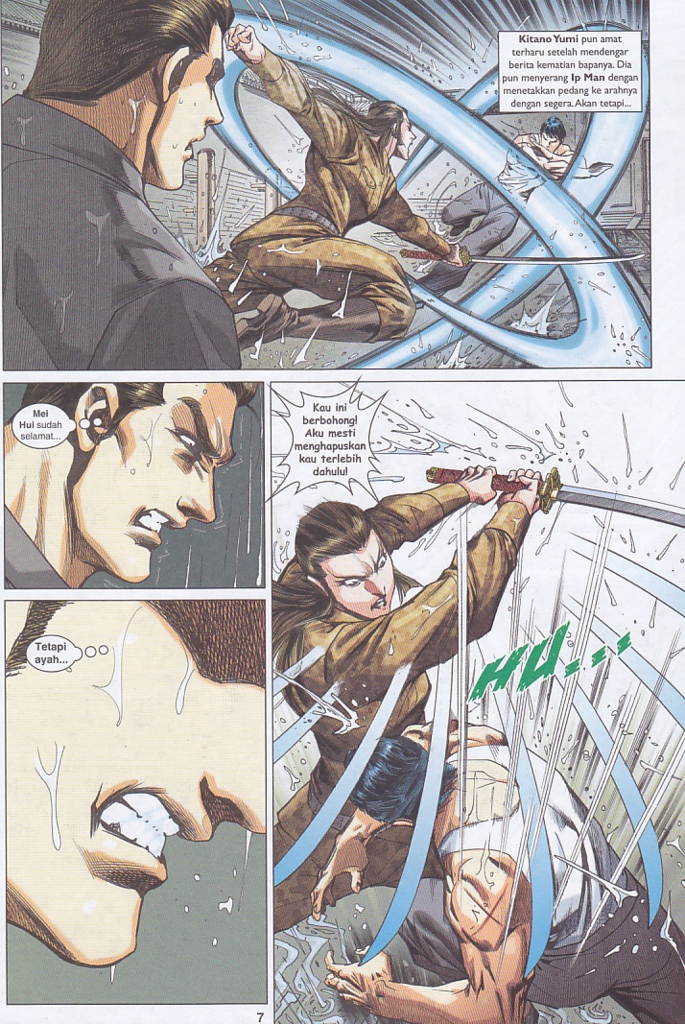 Kitano Yumi pun amat
terharu setelah mendengar
berita kematian bapanya. Dia
pun menyerang Ip Man dengan
menetakkan pedang ke arahnya
dengan segera. Akan tetapi...
Mei
Hui sudah
selamat...
Kau ini
berbohong!
Aku mesti
menghapuskan
kau terlebih
dahulu!
Tetapi
ayah...
HU...
7